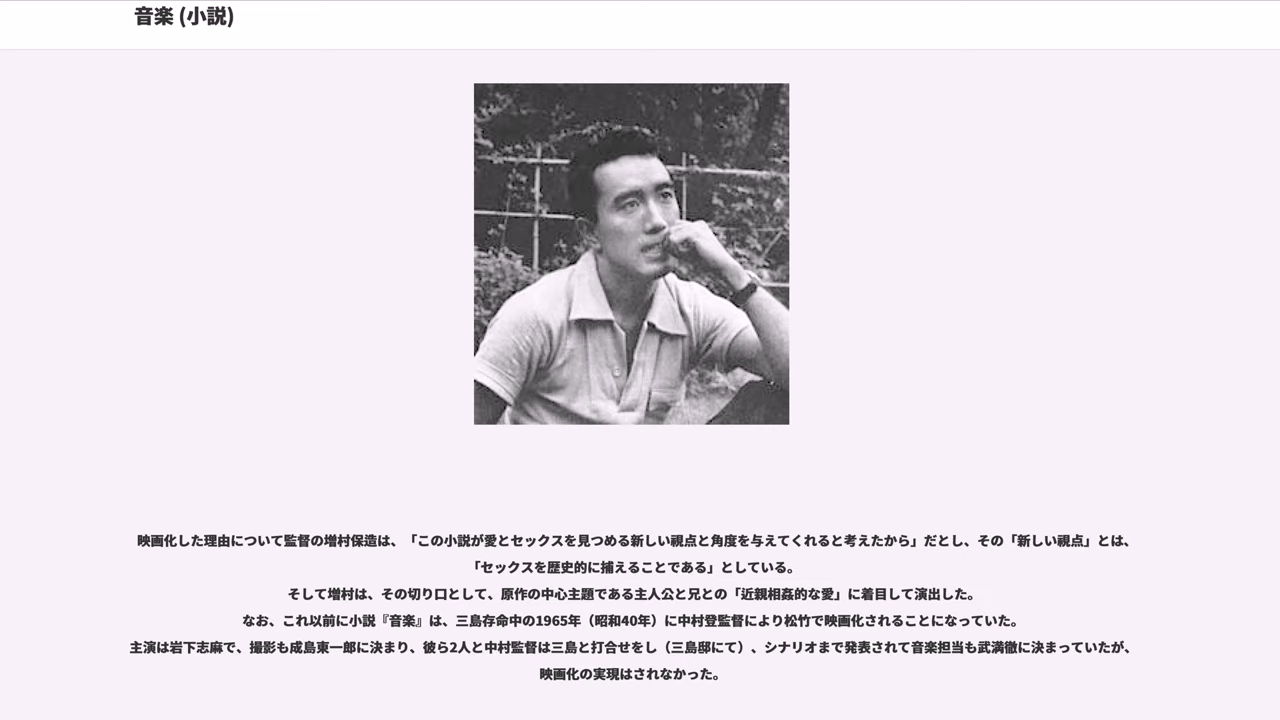 音楽 (小説)
映画化した理由について監督の増村保造は、「この小説が愛とセックスを見つめる新しい視点と角度を与えてくれると考えたから」だとし、その「新しい視点」とは、
「セックスを歴史的に捕えることである」としている。
そして増村は、その切り口として、原作の中心主題である主人公と兄との「近親相姦的な愛」に着目して演出した。
なお、これ以前に小説『音楽』は、三島存命中の1965年（昭和40年）に中村登監督により松竹で映画化されることになっていた。
主演は岩下志麻で、撮影も成島東一郎に決まり、彼ら2人と中村監督は三島と打合せをし（三島邸にて）、シナリオまで発表されて音楽担当も武満徹に決まっていたが、
映画化の実現はされなかった。